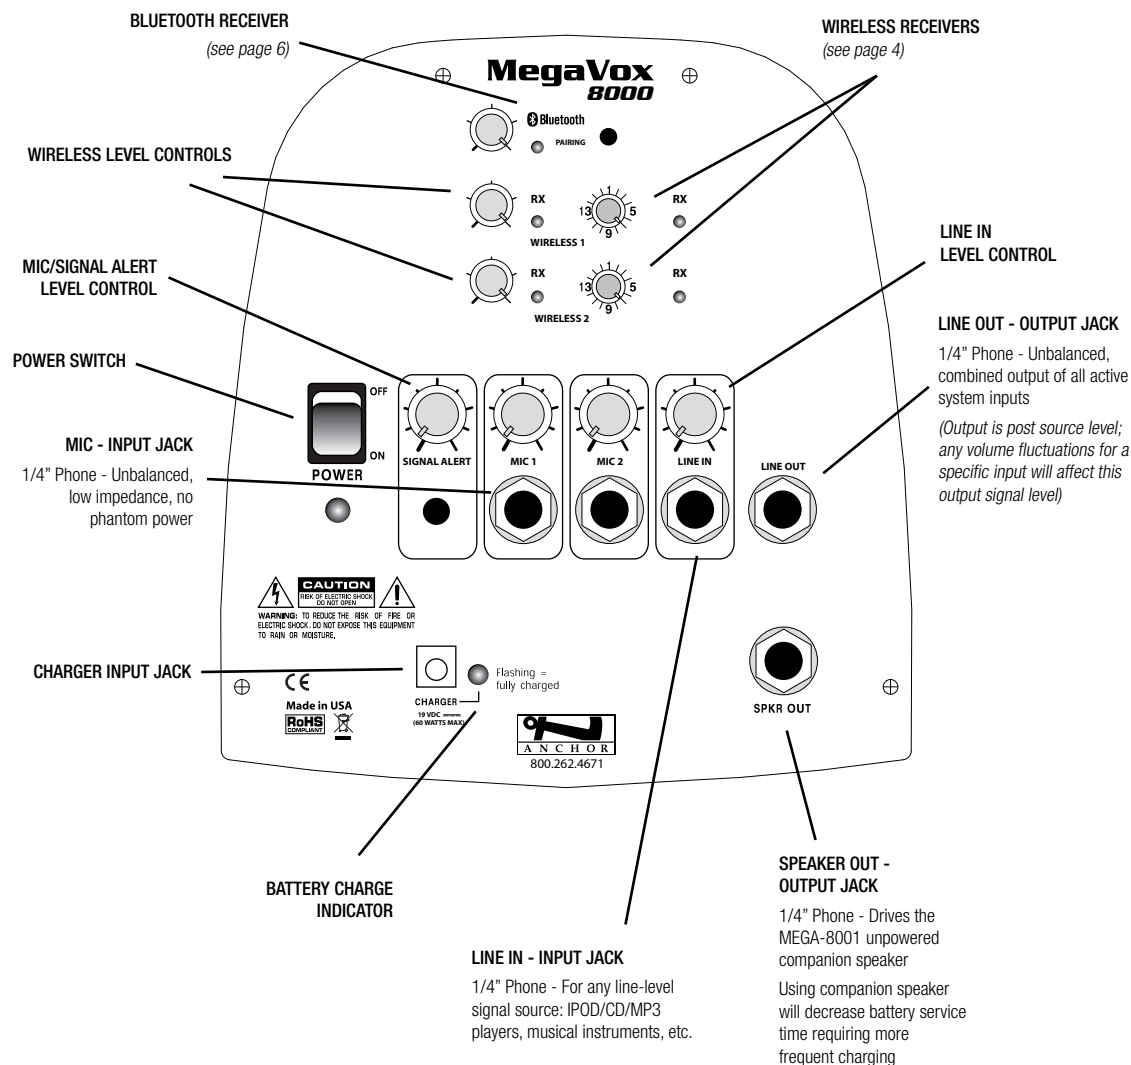 BLUETOOTH RECEIVER
(see page 6)
WIRELESS RECEIVERS
(see page 4)
MegaVox
8000
Bluetooth
PAIRING
WIRELESS LEVEL CONTROLS
RX
1
13
5
9
RX
WIRELESS 1
RX
1
13
5
9
RX
WIRELESS 2
MIC/SIGNAL ALERT
LEVEL CONTROL
LINE IN
LEVEL CONTROL
POWER SWITCH
OFF
ON
POWER
SIGNAL ALERT
MIC 1
MIC 2
LINE IN
LINE OUT
LINE OUT - OUTPUT JACK
1/4” Phone - Unbalanced,
combined output of all active
system inputs
(Output is post source level;
any volume fluctuations for a
specific input will affect this
output signal level)
MIC - INPUT JACK
1/4” Phone - Unbalanced,
low impedance, no
phantom power
CAUTION
RISK OF ELECTRIC SHOCK
DO NOT OPEN
WARNING: TO REDUCE THE RISK OF FIRE OR
ELECTRIC SHOCK. DO NOT EXPOSE THIS EQUIPMENT
TO RAIN OR MOISTURE.
CHARGER INPUT JACK
CE
Made in USA
RoHS
COMPLIANT
CHARGER
19 VDC
(60 WATTS MAX)
Flashing =
fully charged
ANCHOR
800.262.4671
SPKR OUT
BATTERY CHARGE
INDICATOR
LINE IN - INPUT JACK
1/4” Phone - For any line-level
signal source: IPOD/CD/MP3
players, musical instruments, etc.
SPEAKER OUT -
OUTPUT JACK
1/4” Phone - Drives the
MEGA-8001 unpowered
companion speaker
Using companion speaker
will decrease battery service
time requiring more
frequent charging